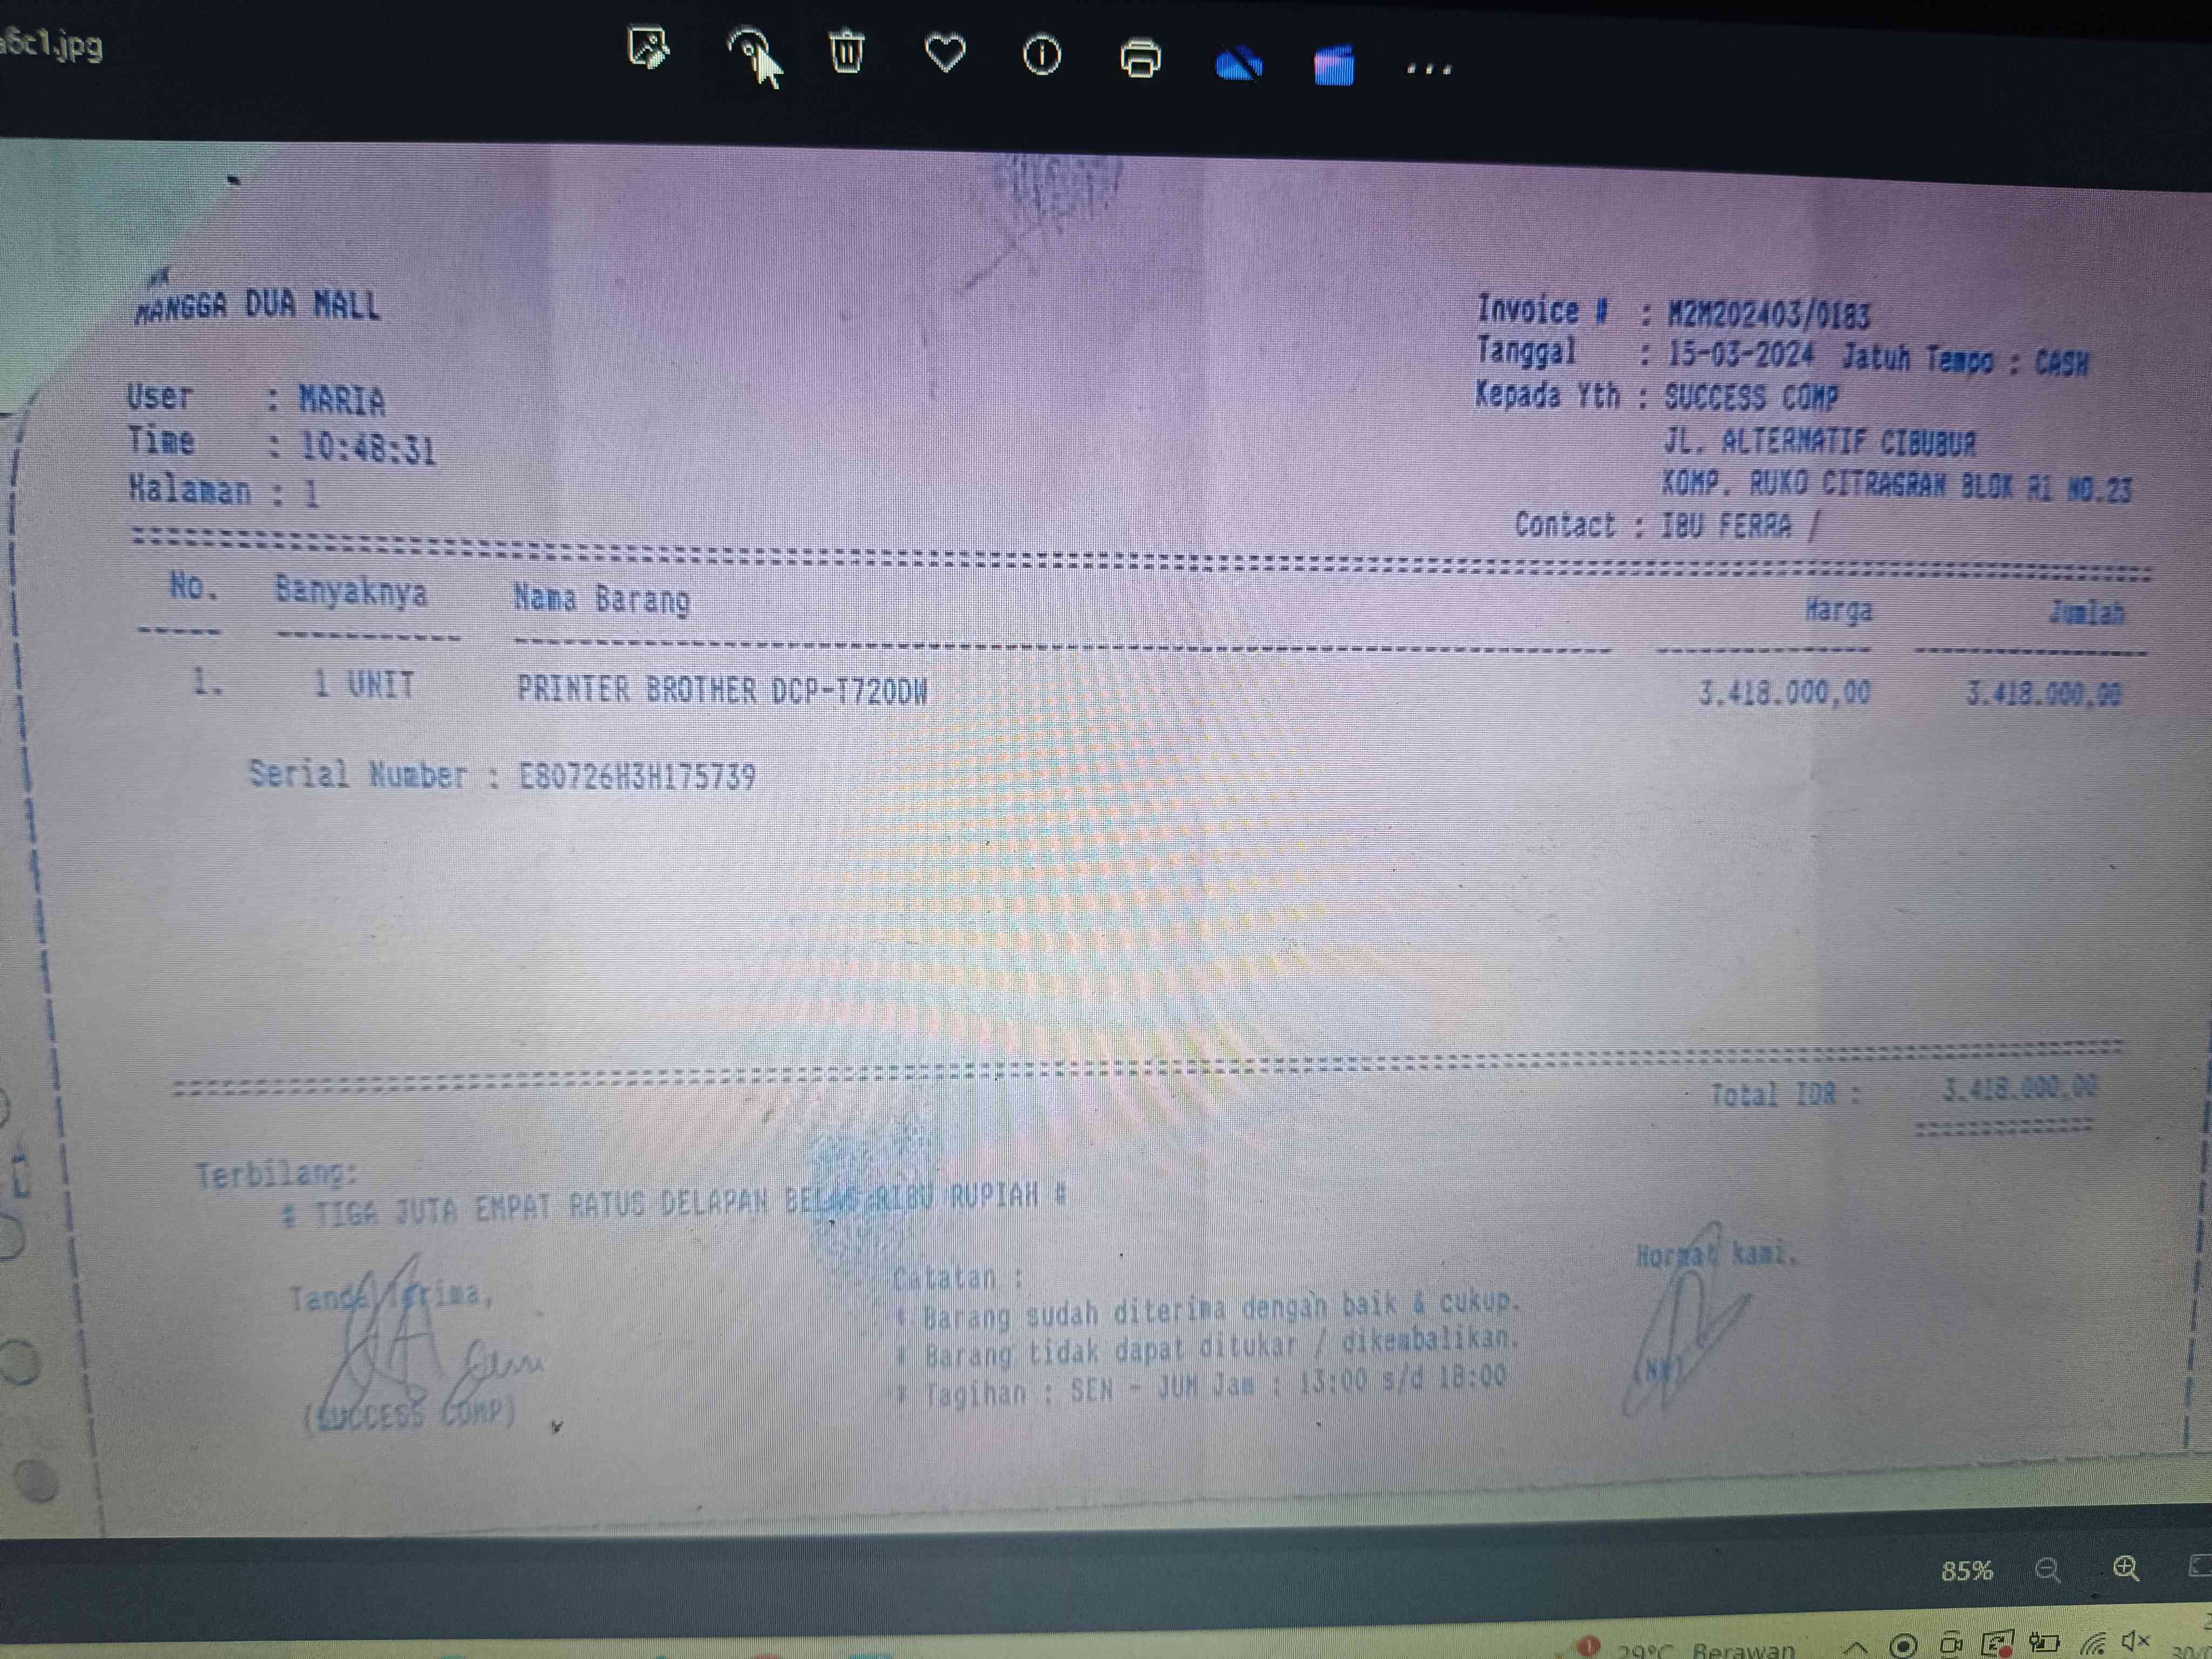 a6c1.jpg
MANGGA DUA MALL
Invoice # : M2M202403/0183
Tanggal : 15-03-2024 Jatuh Tempo : CASH
User : MARIA
Kepada Yth : SUCCESS COMP
Time : 10:48:31
JL. ALTERNATIF CIBUBUR
Halaman : 1
KOMP. RUKO CITRAGRAN BLOK R1 NO.23
Contact : IBU FERRA /
No. Banyaknya Nama Barang Harga Jumlah
1. 1 UNIT PRINTER BROTHER DCP-T720DW 3.418.000,00 3.418.000,00
Serial Number : E80726H3H175739
Total IDR : 3.418.000,00
Terbilang:
# TIGA JUTA EMPAT RATUS DELAPAN BELAS RIBU RUPIAH #
Tanda Terima,
Catatan :
Hormat kami,
* Barang sudah diterima dengan baik & cukup.
* Barang tidak dapat ditukar / dikembalikan.
* Tagihan : SEN - JUM Jam : 13:00 s/d 18:00
(SUCCESS COMP)
85%
29°C Berawan